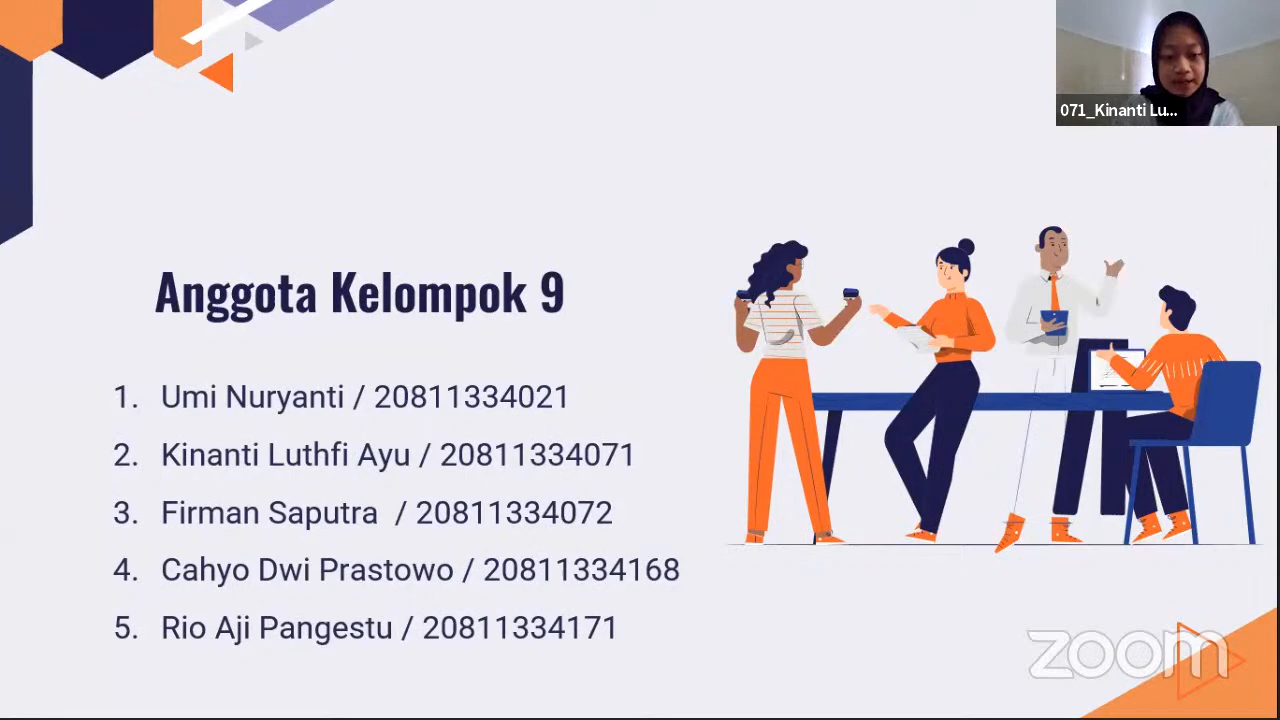 071_Kinanti Lu...
Anggota Kelompok 9
1. Umi Nuryanti / 20811334021
2. Kinanti Luthfi Ayu / 20811334071
3. Firman Saputra / 20811334072
4. Cahyo Dwi Prastowo / 20811334168
5. Rio Aji Pangestu / 20811334171
zoom